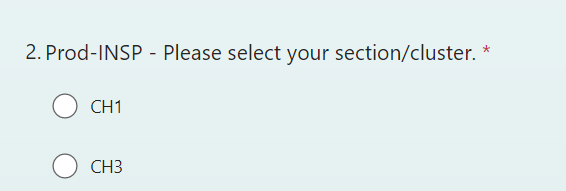 2. Prod-INSP - Please select your section/cluster. *
CH1
CH3